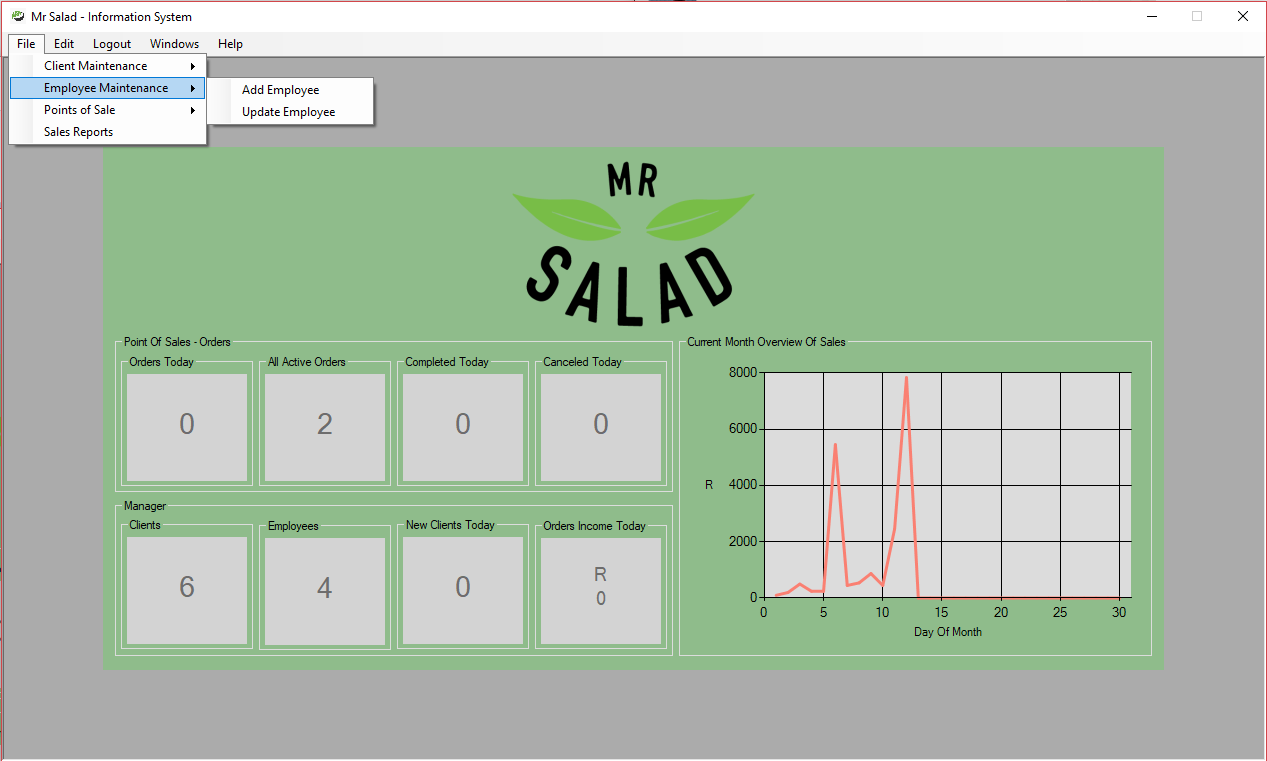 Mr Salad - Information System
File Edit Logout Windows Help
Client Maintenance
Employee Maintenance
Points of Sale
Sales Reports
Add Employee
Update Employee
MR
SALAD
Point Of Sales - Orders
Orders Today
0
All Active Orders
2
Completed Today
0
Canceled Today
0
Manager
Clients
6
Employees
4
New Clients Today
0
Orders Income Today
R
0
Current Month Overview Of Sales
8000
6000
R 4000
2000
0
0 5 10 15 20 25 30
Day Of Month